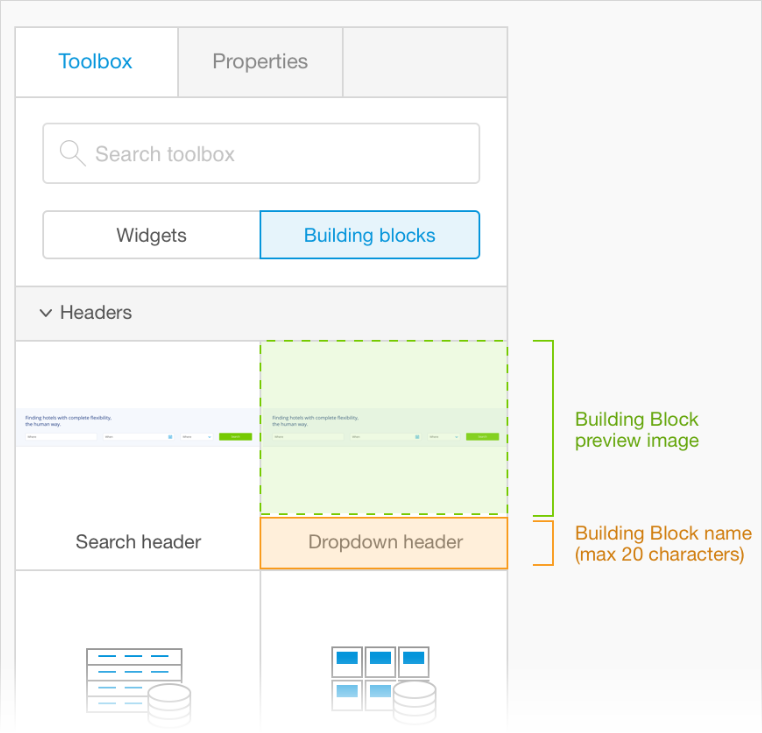 Toolbox
Properties
Search toolbox
Widgets
Building blocks
Headers
Finding hotels with complete flexibility,
the human way.
Finding hotels with complete flexibility,
the human way.
Building Block
preview image
Search header
Dropdown header
Building Block name
(max 20 characters)